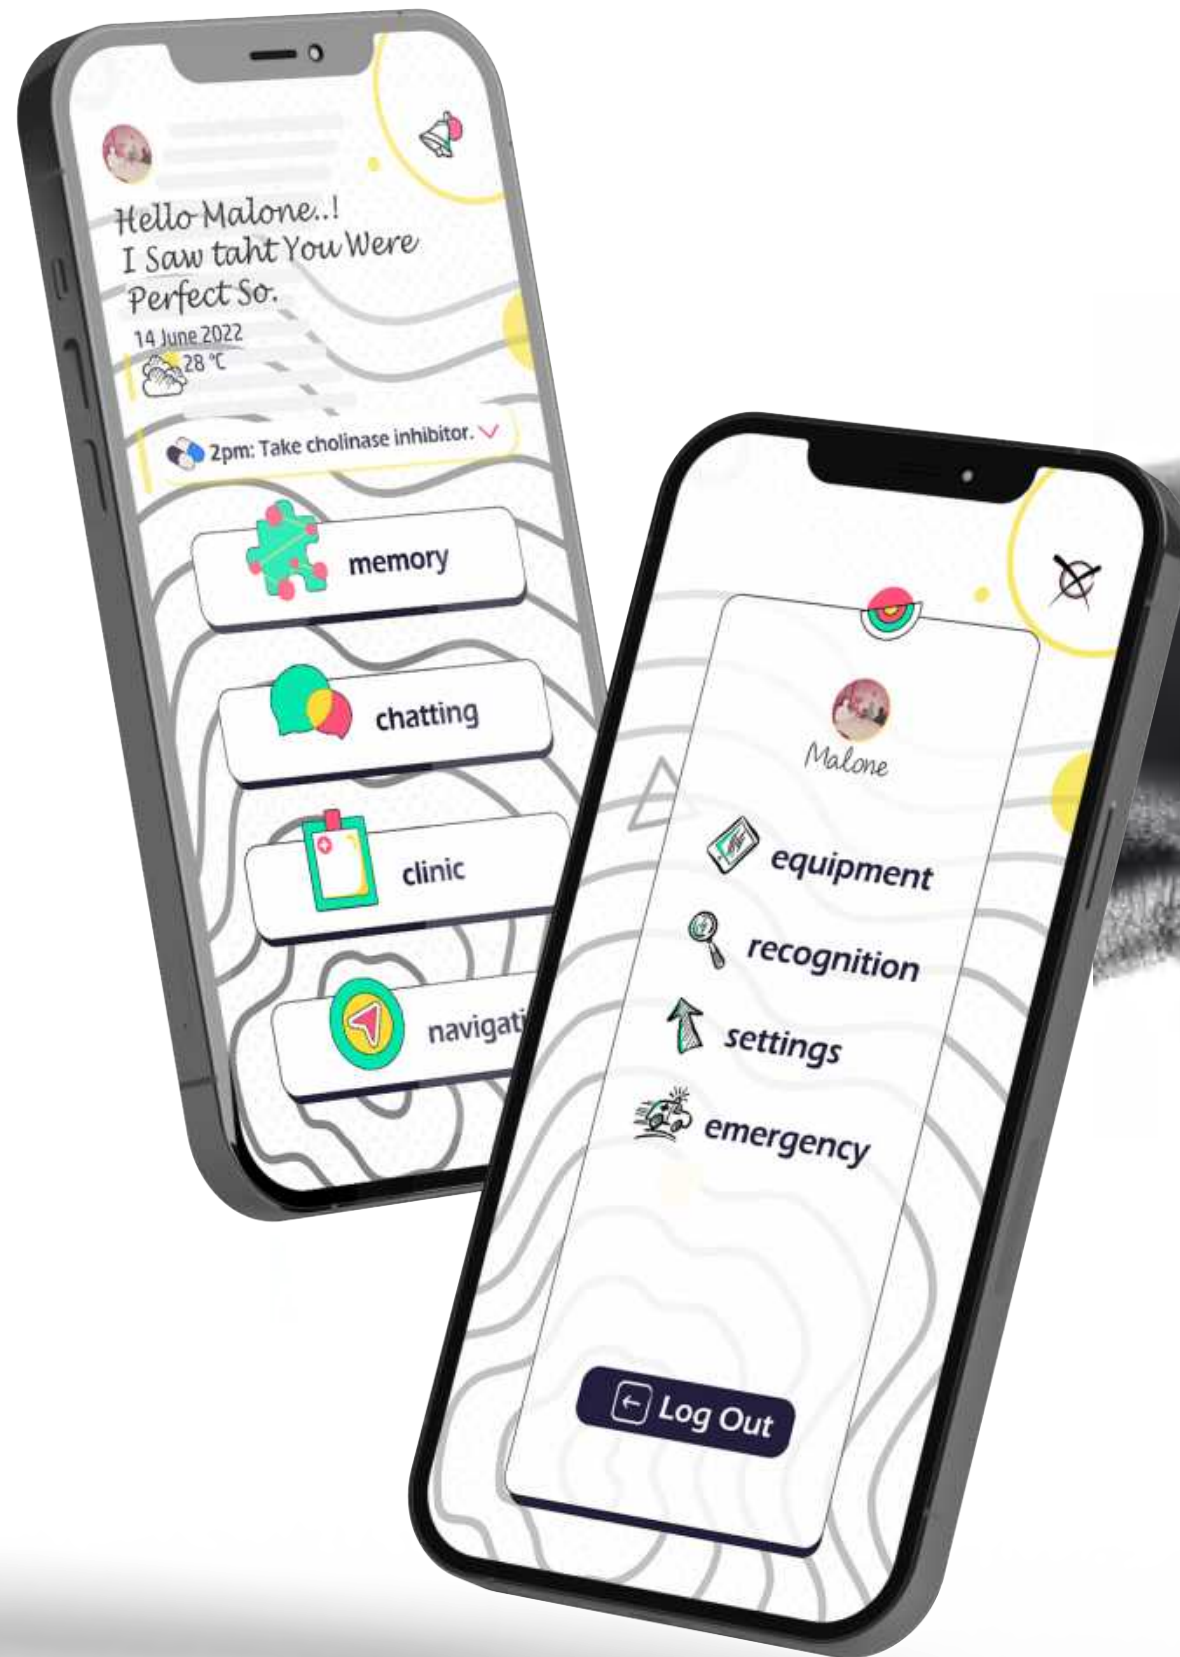 Hello Malone..!
I Saw taht You Were
Perfect So.
14 June 2022
28 °C
2pm: Take cholinase inhibitor.
memory
chatting
clinic
navigati
Malone
equipment
recognition
settings
emergency
Log Out